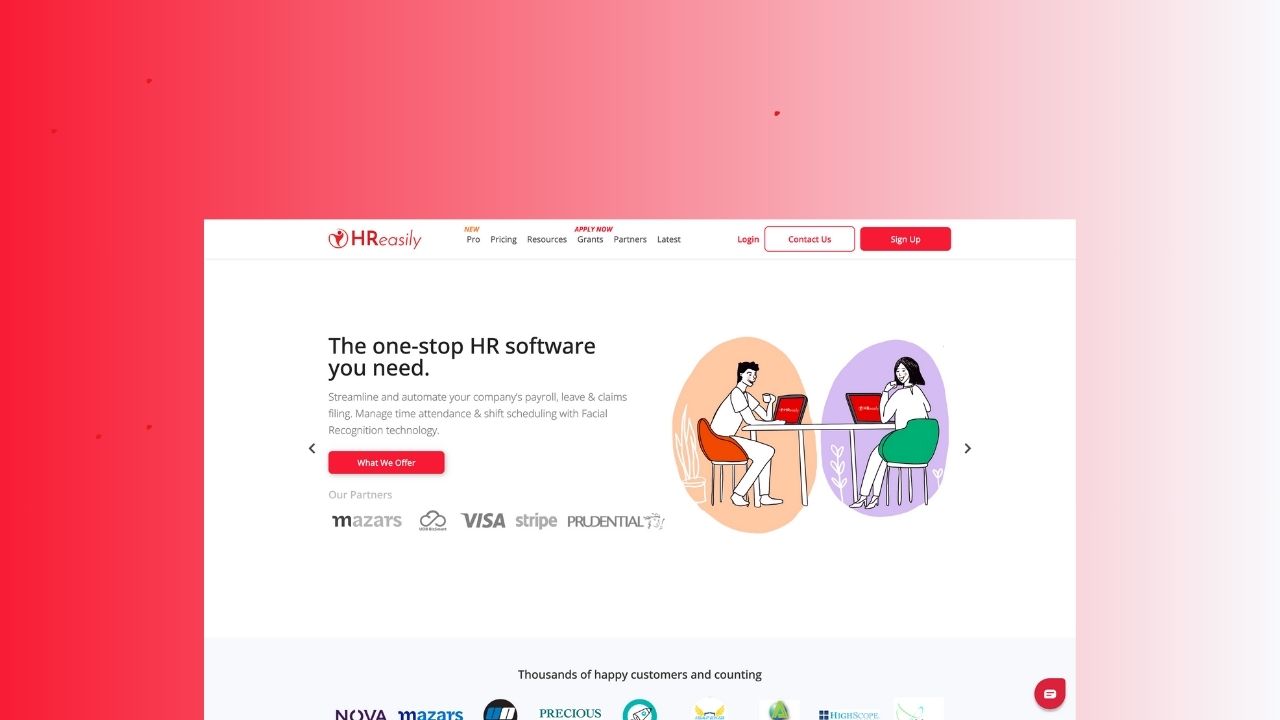 HReasily
NEW
Pro
Pricing
Resources
APPLY NOW
Grants
Partners
Latest
Login
Contact Us
Sign Up
The one-stop HR software
you need.
Streamline and automate your company's payroll, leave & claims
filing. Manage time attendance & shift scheduling with Facial
Recognition technology.
What We Offer
Our Partners
mazars
UOB BizSmart
VISA
stripe
PRUDENTIAL
HReasily
HReasily
Thousands of happy customers and counting
NOVA
mazars
PRECIOUS
HIGHSCOPE